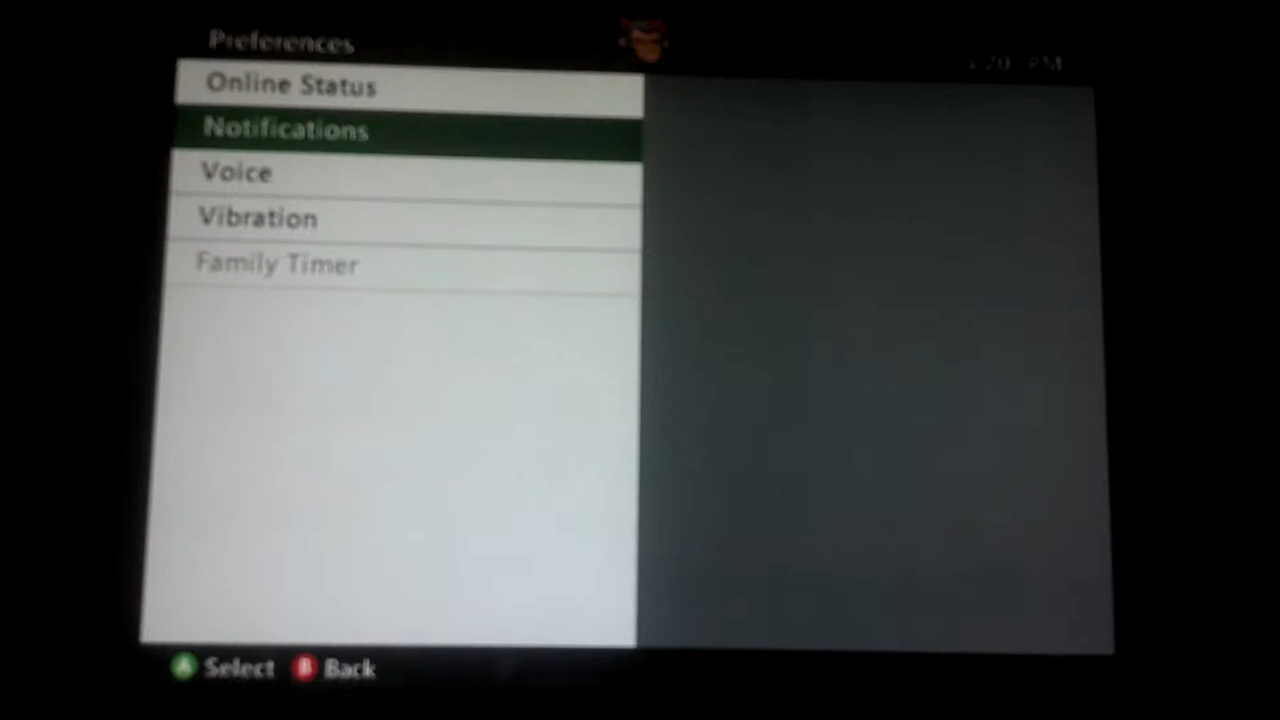 Preferences
Online Status
Notifications
Voice
Vibration
Family Timer
A Select B Back